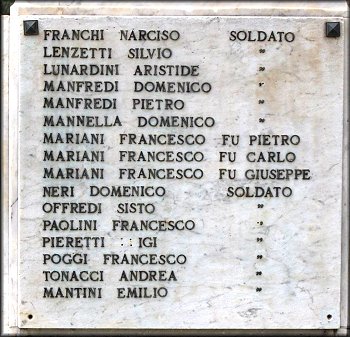 FRANCHI NARCISO SOLDATO
LENZETTI SILVIO "
LUNARDINI ARISTIDE "
MANFREDI DOMENICO "
MANFREDI PIETRO "
MANNELLA DOMENICO "
MARIANI FRANCESCO FU PIETRO
MARIANI FRANCESCO FU CARLO
MARIANI FRANCESCO FU GIUSEPPE
NERI DOMENICO SOLDATO
OFFREDI SISTO "
PAOLINI FRANCESCO "
PIERETTI IGI "
POGGI FRANCESCO "
TONACCI ANDREA "
MANTINI EMILIO "